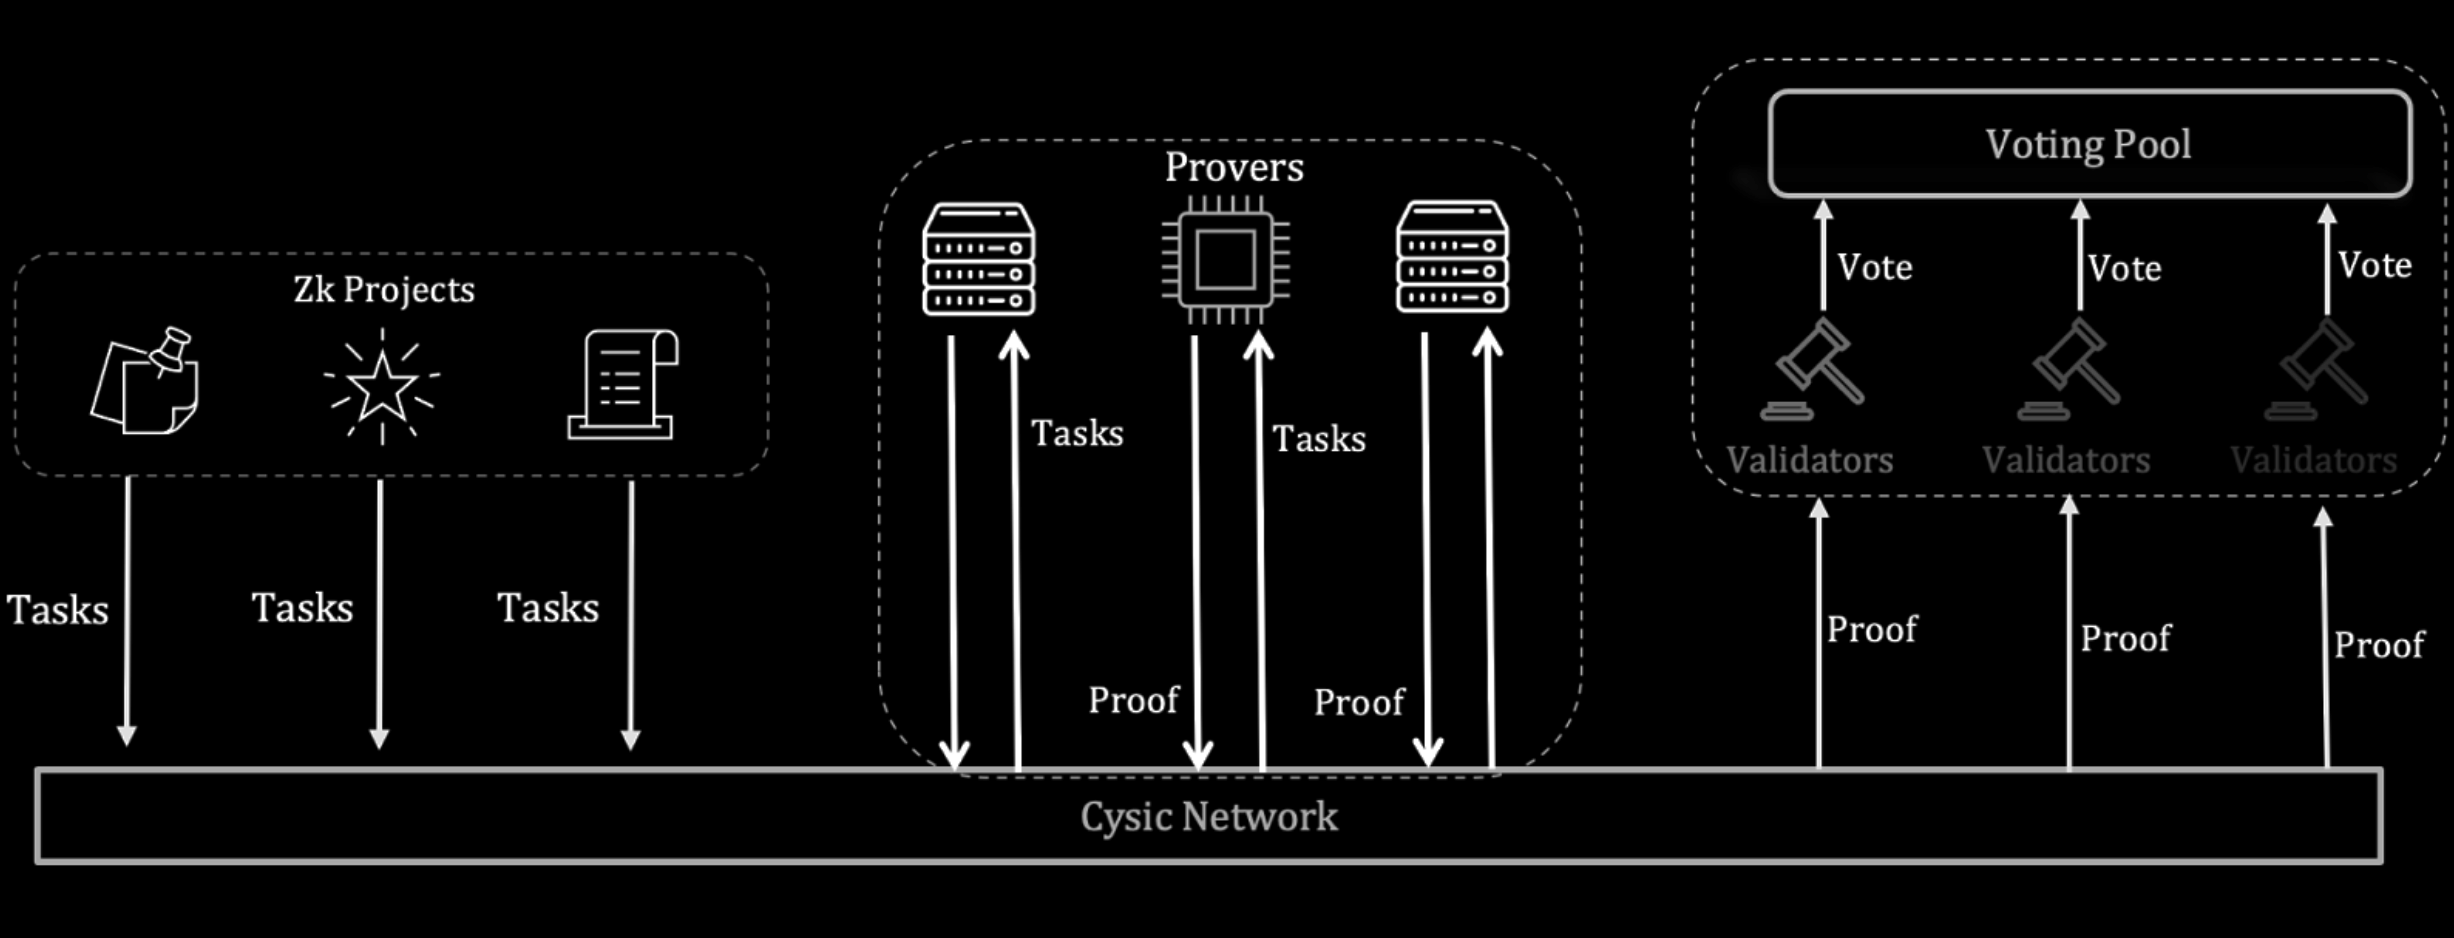 Zk Projects
Tasks
Tasks
Tasks
Provers
Tasks
Tasks
Proof
Proof
Voting Pool
Vote
Vote
Vote
Validators
Validators
Validators
Proof
Proof
Proof
Cysic Network